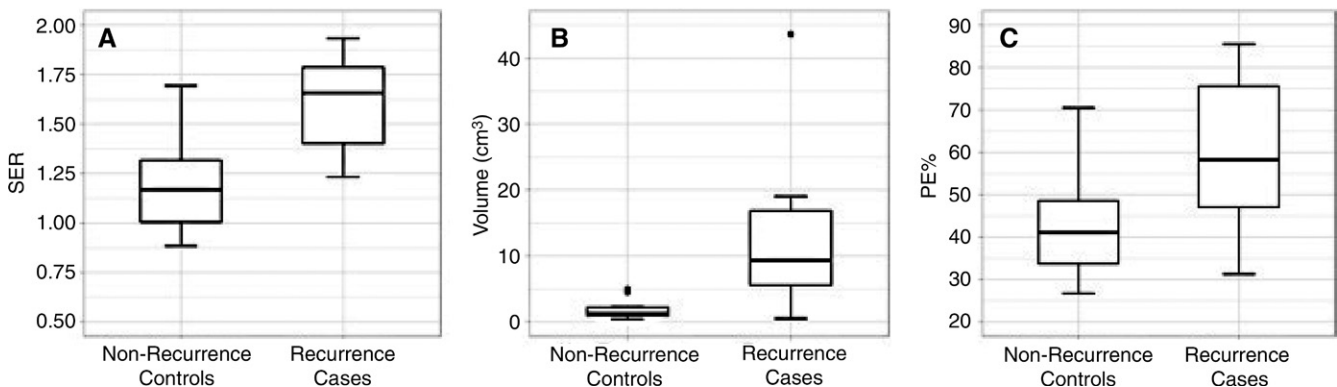 A
SER
2.00
1.75
1.50
1.25
1.00
0.75
0.50
Non-Recurrence
Controls
Recurrence
Cases
B
Volume (cm³)
40
30
20
10
0
Non-Recurrence
Controls
Recurrence
Cases
C
PE%
90
80
70
60
50
40
30
20
Non-Recurrence
Controls
Recurrence
Cases